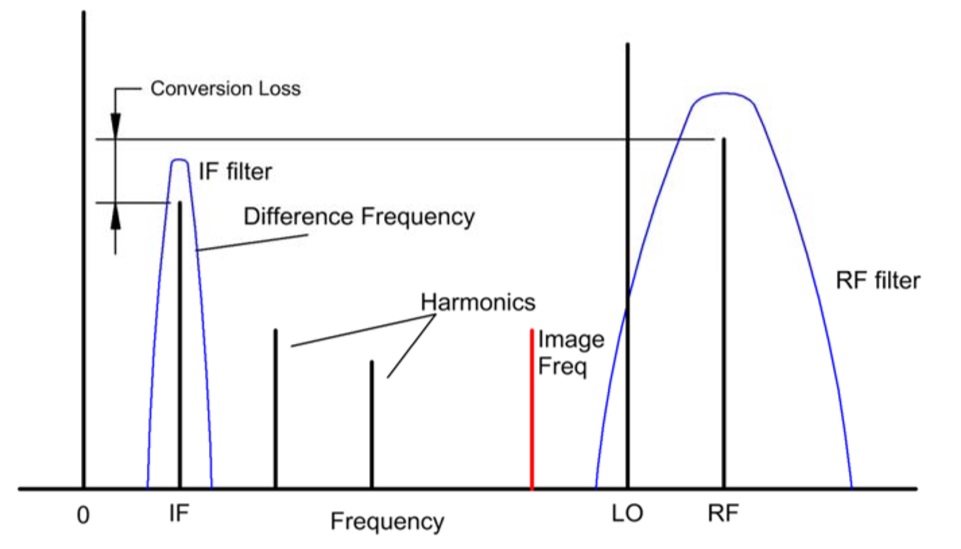 Conversion Loss
IF filter
Difference Frequency
RF filter
Harmonics
Image
Freq
0
IF
Frequency
LO
RF